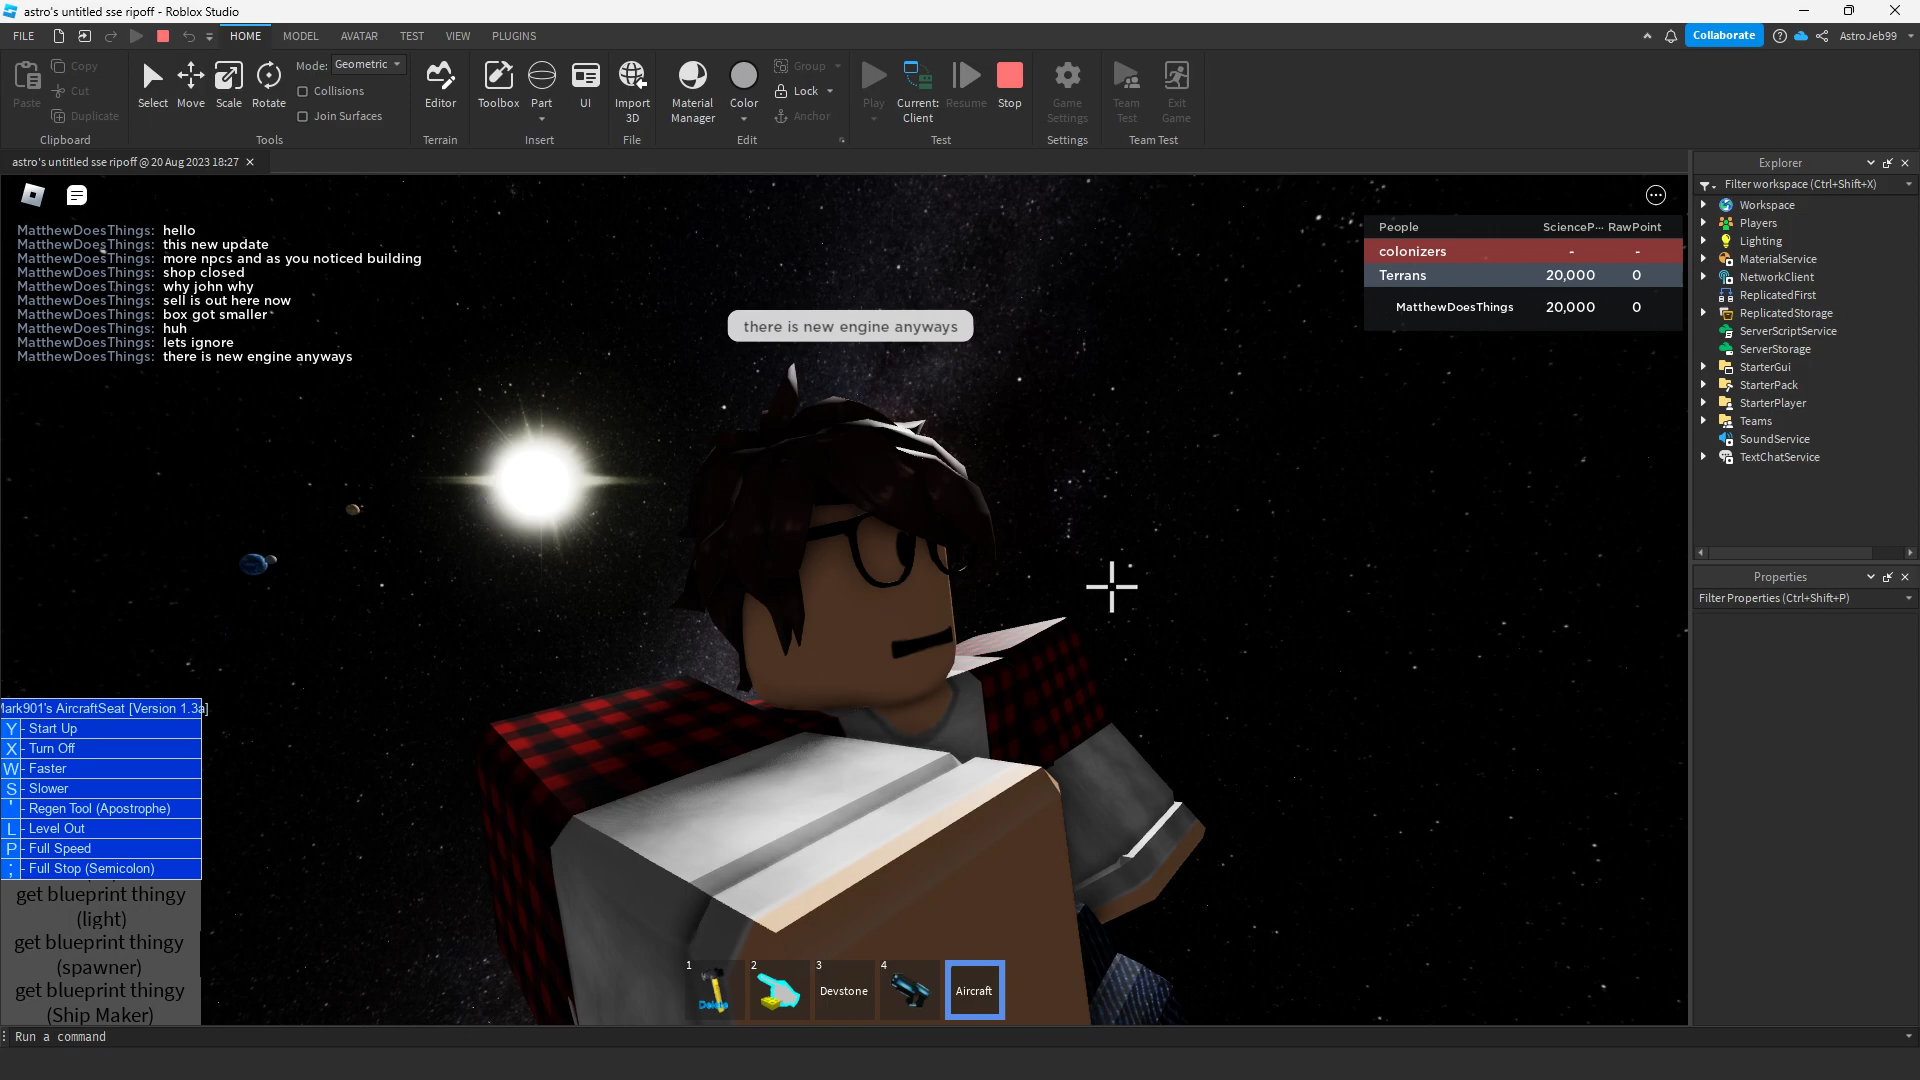 astro's untitled sse ripoff - Roblox Studio
FILE HOME MODEL AVATAR TEST VIEW PLUGINS Collaborate AstroJeb99
Paste Copy Cut Duplicate Clipboard
Select Move Scale Rotate
Mode: Geometric
Collisions
Join Surfaces
Tools
Editor
Terrain
Toolbox Part UI
Insert
Import 3D
File
Material Manager
Color
Group
Lock
Anchor
Edit
Play
Current: Client
Resume Stop
Test
Game Settings
Settings
Team Test
Exit Game
Team Test
astro's untitled sse ripoff @ 20 Aug 2023 18:27
MatthewDoesThings: hello
MatthewDoesThings: this new update
MatthewDoesThings: more npcs and as you noticed building
MatthewDoesThings: shop closed
MatthewDoesThings: why john why
MatthewDoesThings: sell is out here now
MatthewDoesThings: box got smaller
MatthewDoesThings: huh
MatthewDoesThings: lets ignore
MatthewDoesThings: there is new engine anyways
there is new engine anyways
People ScienceP... RawPoint
colonizers - -
Terrans 20,000 0
MatthewDoesThings 20,000 0
Mark901's AircraftSeat [Version 1.3a]
Y - Start Up
X - Turn Off
W - Faster
S - Slower
' - Regen Tool (Apostrophe)
L - Level Out
P - Full Speed
; - Full Stop (Semicolon)
get blueprint thingy
(light)
get blueprint thingy
(spawner)
get blueprint thingy
(Ship Maker)
1 Delete
2
3 Devstone
4
Aircraft
Explorer
Filter workspace (Ctrl+Shift+X)
Workspace
Players
Lighting
MaterialService
NetworkClient
ReplicatedFirst
ReplicatedStorage
ServerScriptService
ServerStorage
StarterGui
StarterPack
StarterPlayer
Teams
SoundService
TextChatService
Properties
Filter Properties (Ctrl+Shift+P)
Run a command